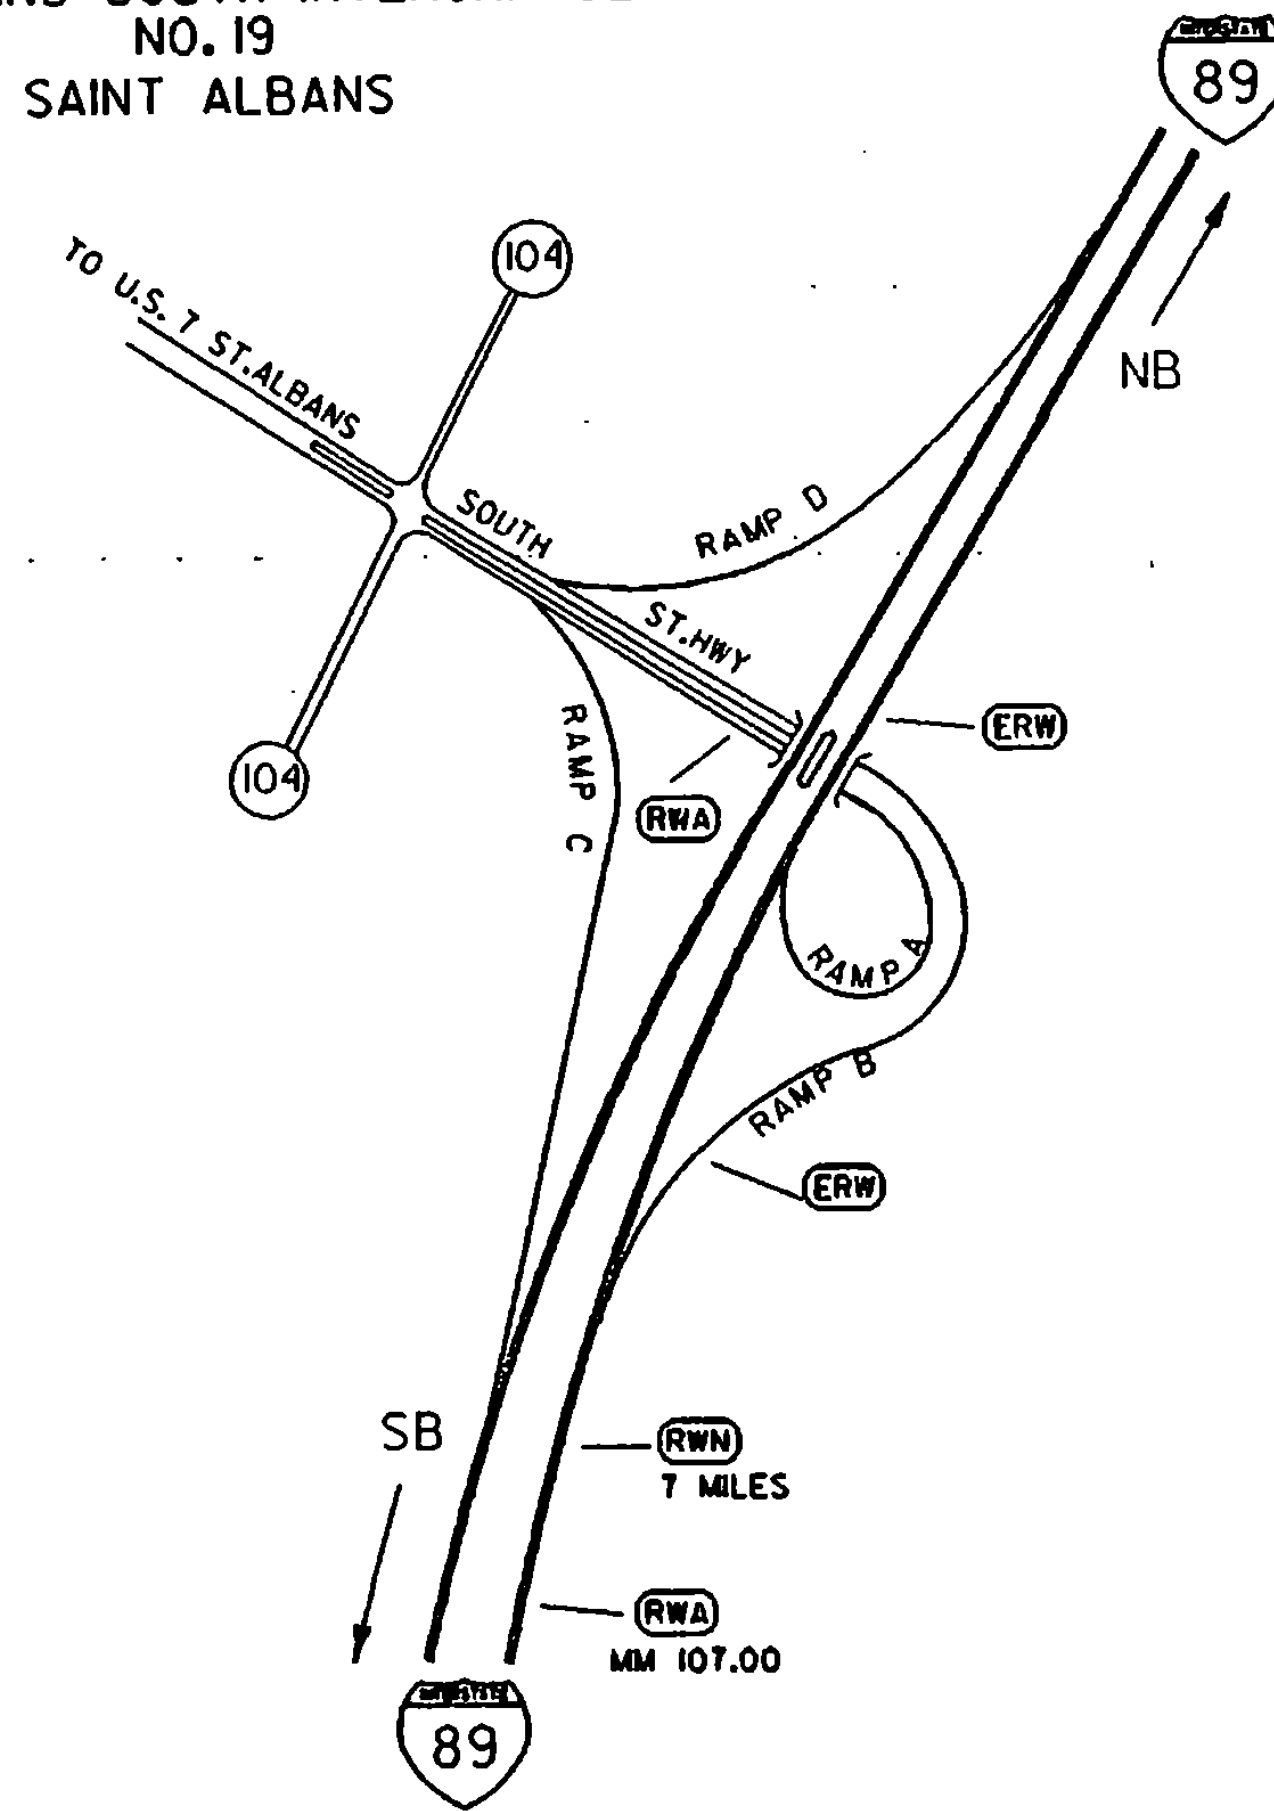 NO. 19
SAINT ALBANS
89
104
TO U.S. 7 ST. ALBANS
NB
SOUTH
RAMP D
ST. HWY
ERW
RAMP C
104
RWA
RAMP A
RAMP B
ERW
SB
RWN
7 MILES
RWA
MM 107.00
89